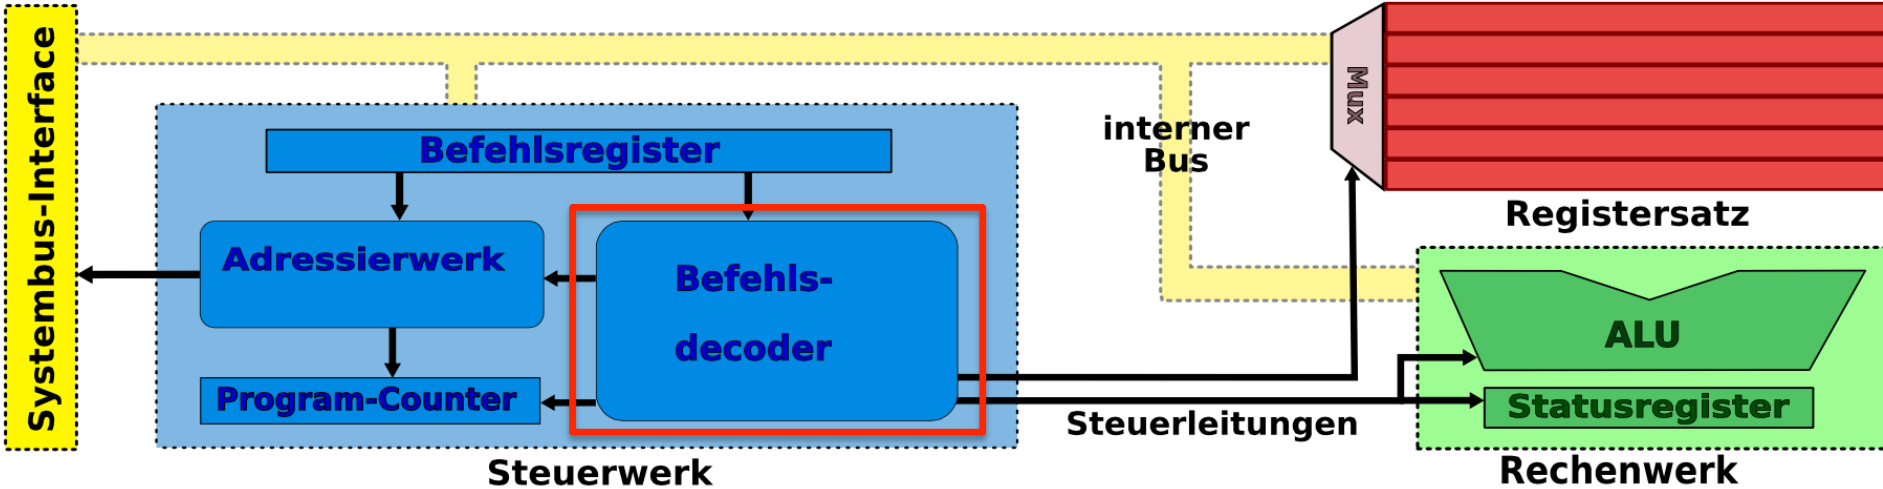 Systembus-Interface
Befehlsregister
Adressierwerk
Befehls-
decoder
Program-Counter
Steuerwerk
interner
Bus
Steuerleitungen
Mux
Registersatz
ALU
Statusregister
Rechenwerk